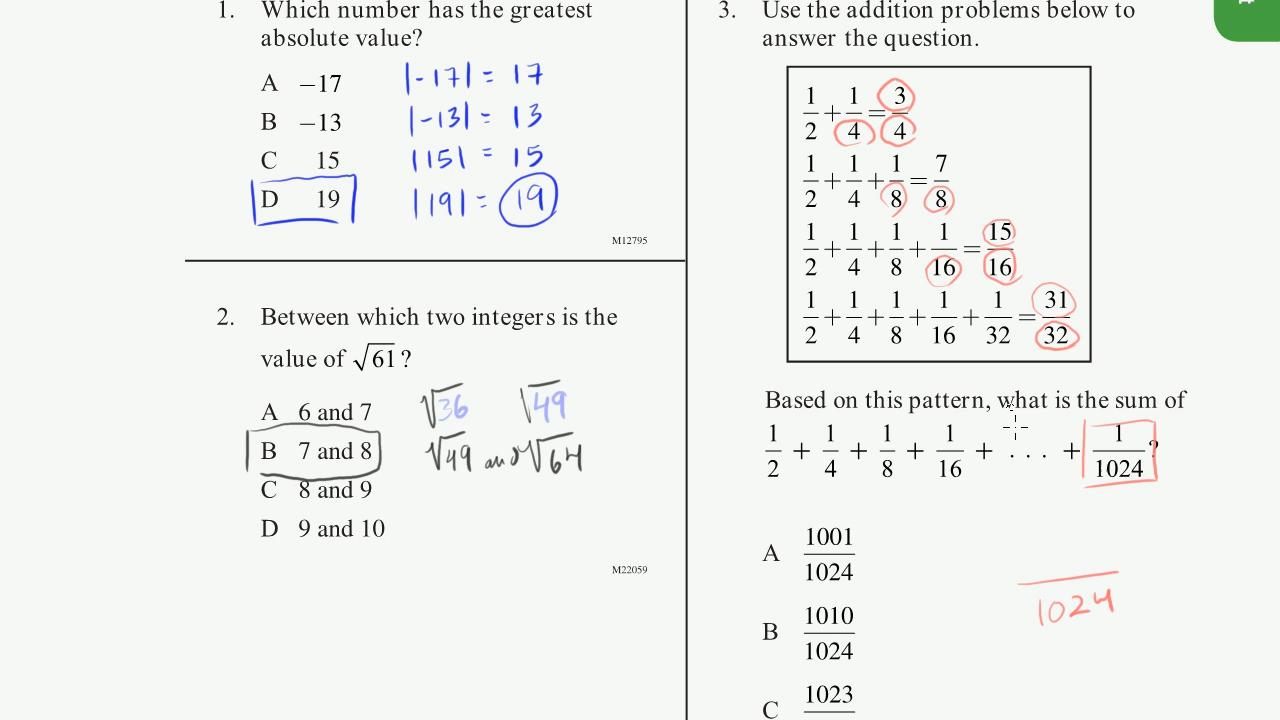 1. Which number has the greatest
absolute value?
A −17
B −13
C 15
D 19
|-17| = 17
|-13| = 13
|15| = 15
|19| = 19
M12795
2. Between which two integers is the
value of √61?
A 6 and 7
B 7 and 8
C 8 and 9
D 9 and 10
√36 √49
√49 and √64
M22059
3. Use the addition problems below to
answer the question.
1/2 + 1/4 = 3/4
1/2 + 1/4 + 1/8 = 7/8
1/2 + 1/4 + 1/8 + 1/16 = 15/16
1/2 + 1/4 + 1/8 + 1/16 + 1/32 = 31/32
Based on this pattern, what is the sum of
1/2 + 1/4 + 1/8 + 1/16 + . . . + 1/1024?
A 1001/1024
B 1010/1024
C 1023
1024